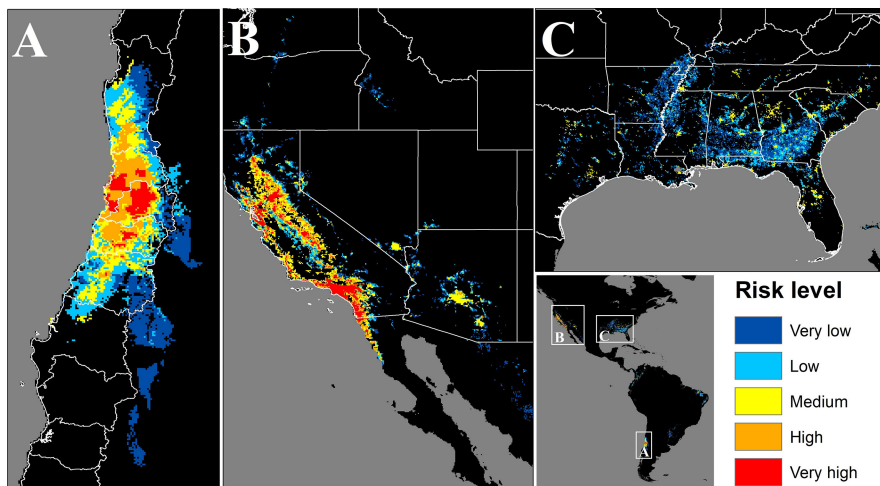 A
B
C
B
C
A
Risk level
Very low
Low
Medium
High
Very high